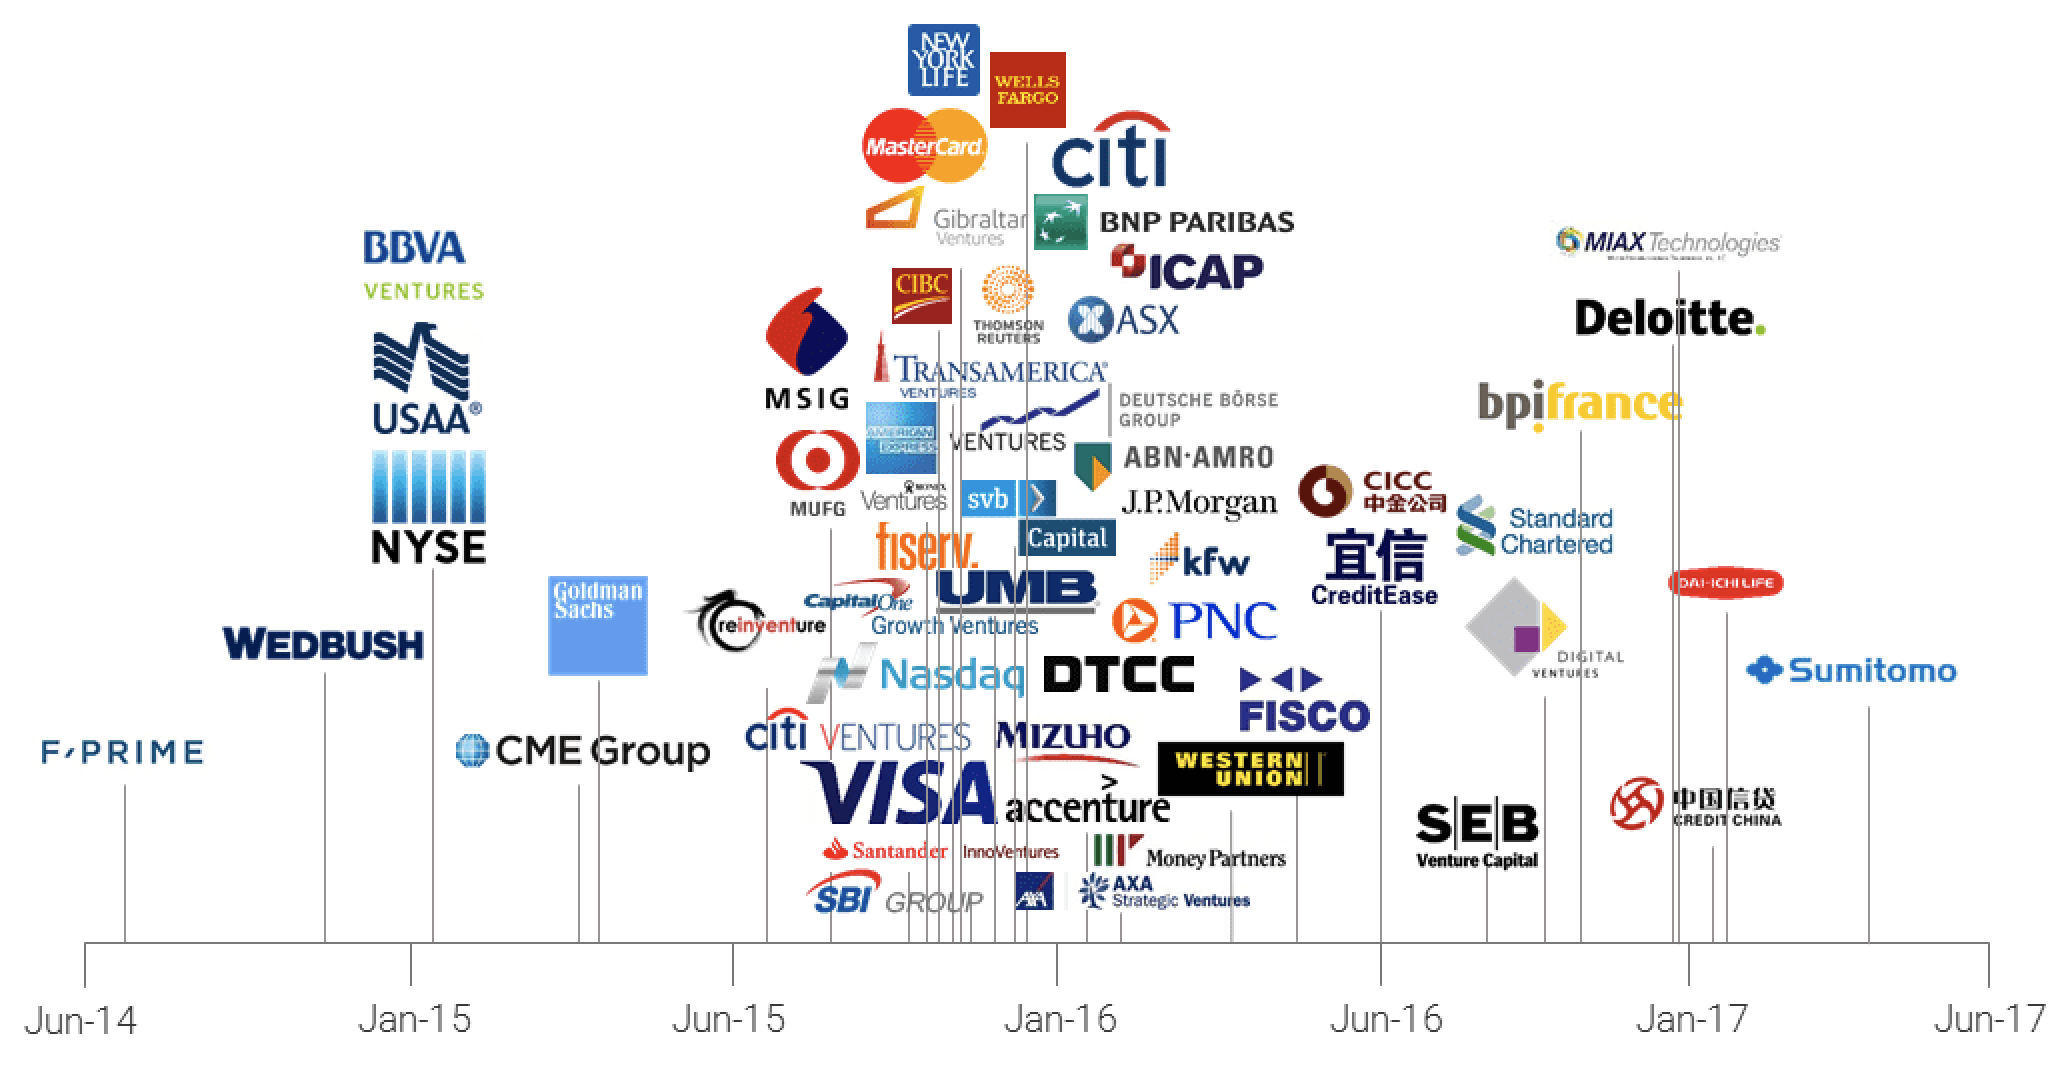 NEW
YORK
LIFE
WELLS
FARGO
MasterCard
citi
Gibraltar
Ventures
BNP PARIBAS
ICAP
BBVA
VENTURES
MIAX Technologies
CIBC
THOMSON
REUTERS
ASX
Deloitte.
MSIG
TRANSAMERICA®
VENTURES
USAA®
DEUTSCHE BÖRSE
GROUP
bpifrance
AMERICAN
EXPRESS
VENTURES
ABN·AMRO
MUFG
MONEX
Ventures
svb
Capital
J.P.Morgan
CICC
中金公司
Standard
Chartered
NYSE
fiserv.
kfw
宜信
CreditEase
DAI-ICHI LIFE
Goldman
Sachs
reinventure
CapitalOne
Growth Ventures
UMB
PNC
WEDBUSH
DIGITAL
VENTURES
Nasdaq
DTCC
FISCO
Sumitomo
F-PRIME
CME Group
citi VENTURES
MIZUHO
WESTERN
UNION
VISA
accenture
SEB
Venture Capital
中国信贷
CREDIT CHINA
Santander InnoVentures
Money Partners
SBI GROUP
AXA
AXA
Strategic Ventures
Jun-14
Jan-15
Jun-15
Jan-16
Jun-16
Jan-17
Jun-17